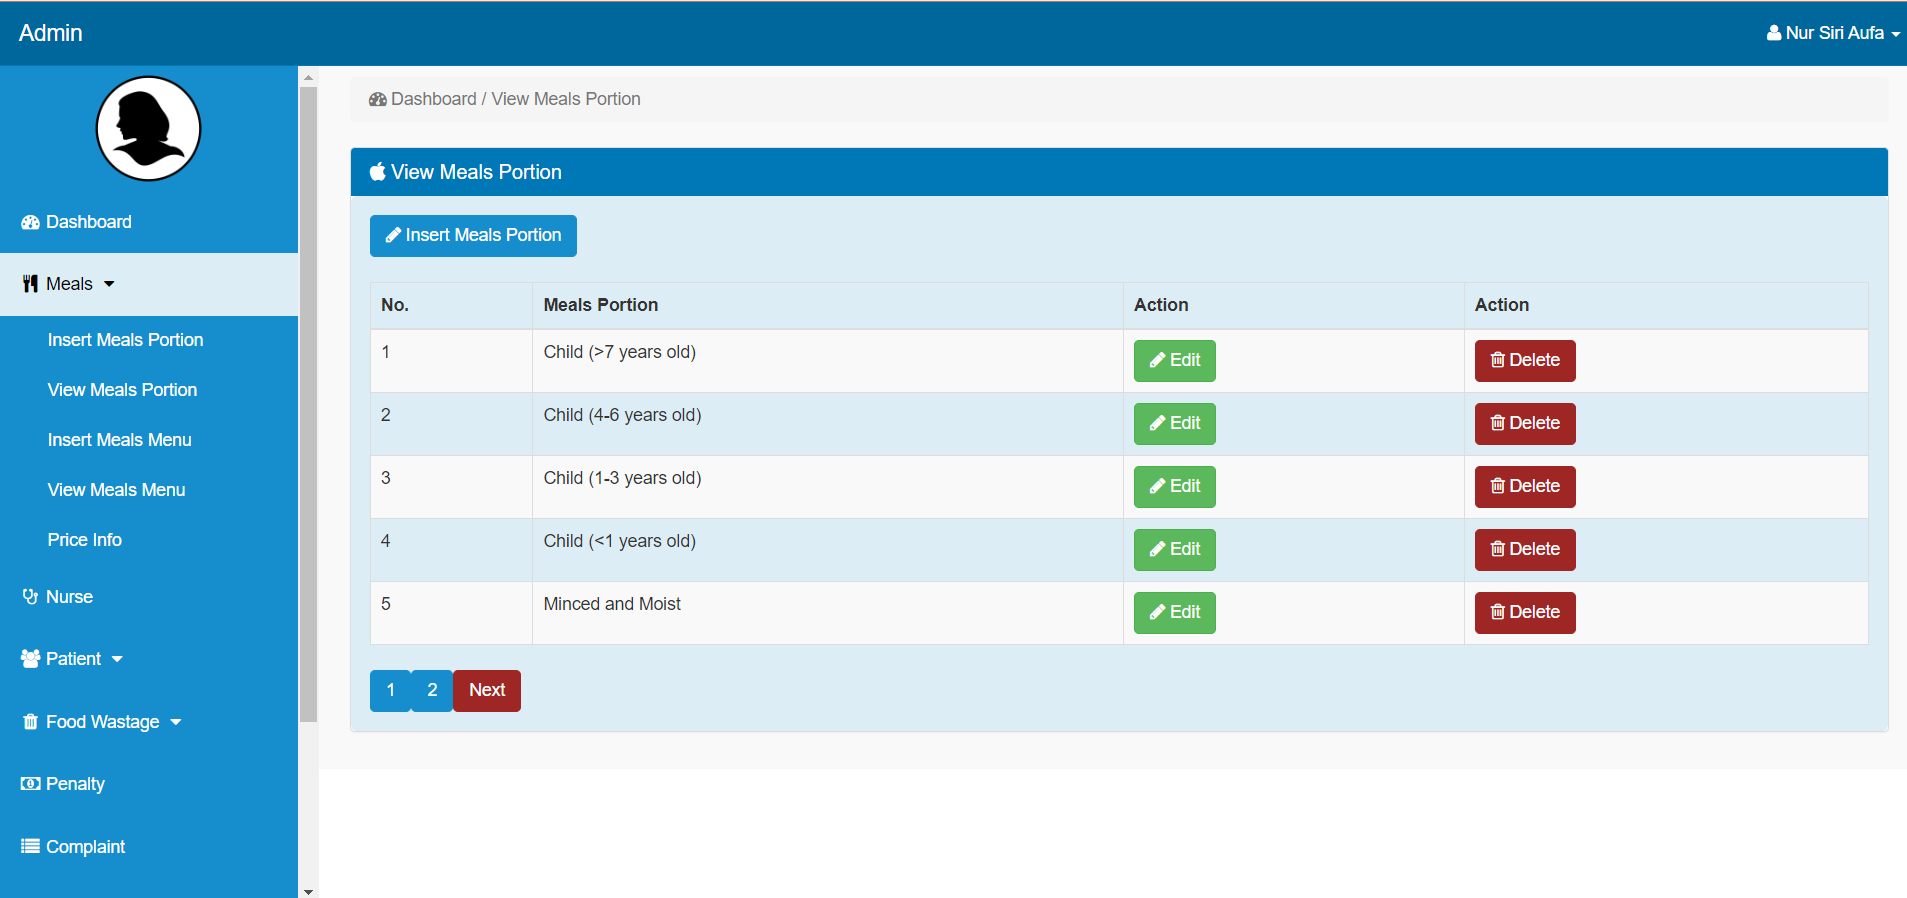 Admin
Nur Siri Aufa
Dashboard / View Meals Portion
Dashboard
Meals
Insert Meals Portion
View Meals Portion
Insert Meals Menu
View Meals Menu
Price Info
Nurse
Patient
Food Wastage
Penalty
Complaint
View Meals Portion
Insert Meals Portion
No. Meals Portion Action Action
1 Child (>7 years old) Edit Delete
2 Child (4-6 years old) Edit Delete
3 Child (1-3 years old) Edit Delete
4 Child (<1 years old) Edit Delete
5 Minced and Moist Edit Delete
1 2 Next